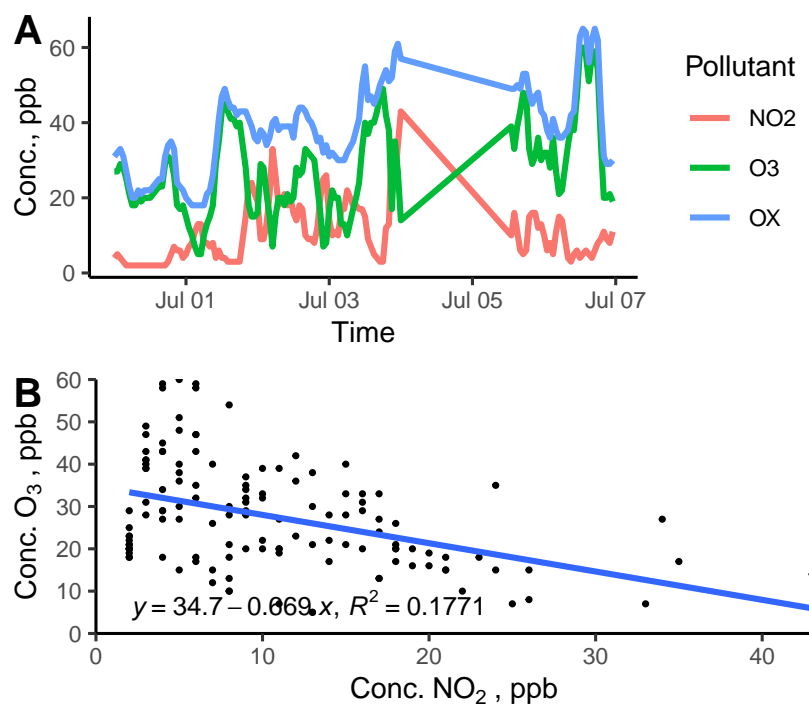 A
Conc., ppb
60
40
20
0
Jul 01
Jul 03
Jul 05
Jul 07
Time
Pollutant
NO2
O3
OX
B
Conc. O₃ , ppb
60
50
40
30
20
10
0
y = 34.7 − 0.669 x, R² = 0.1771
0
10
20
30
40
Conc. NO₂ , ppb